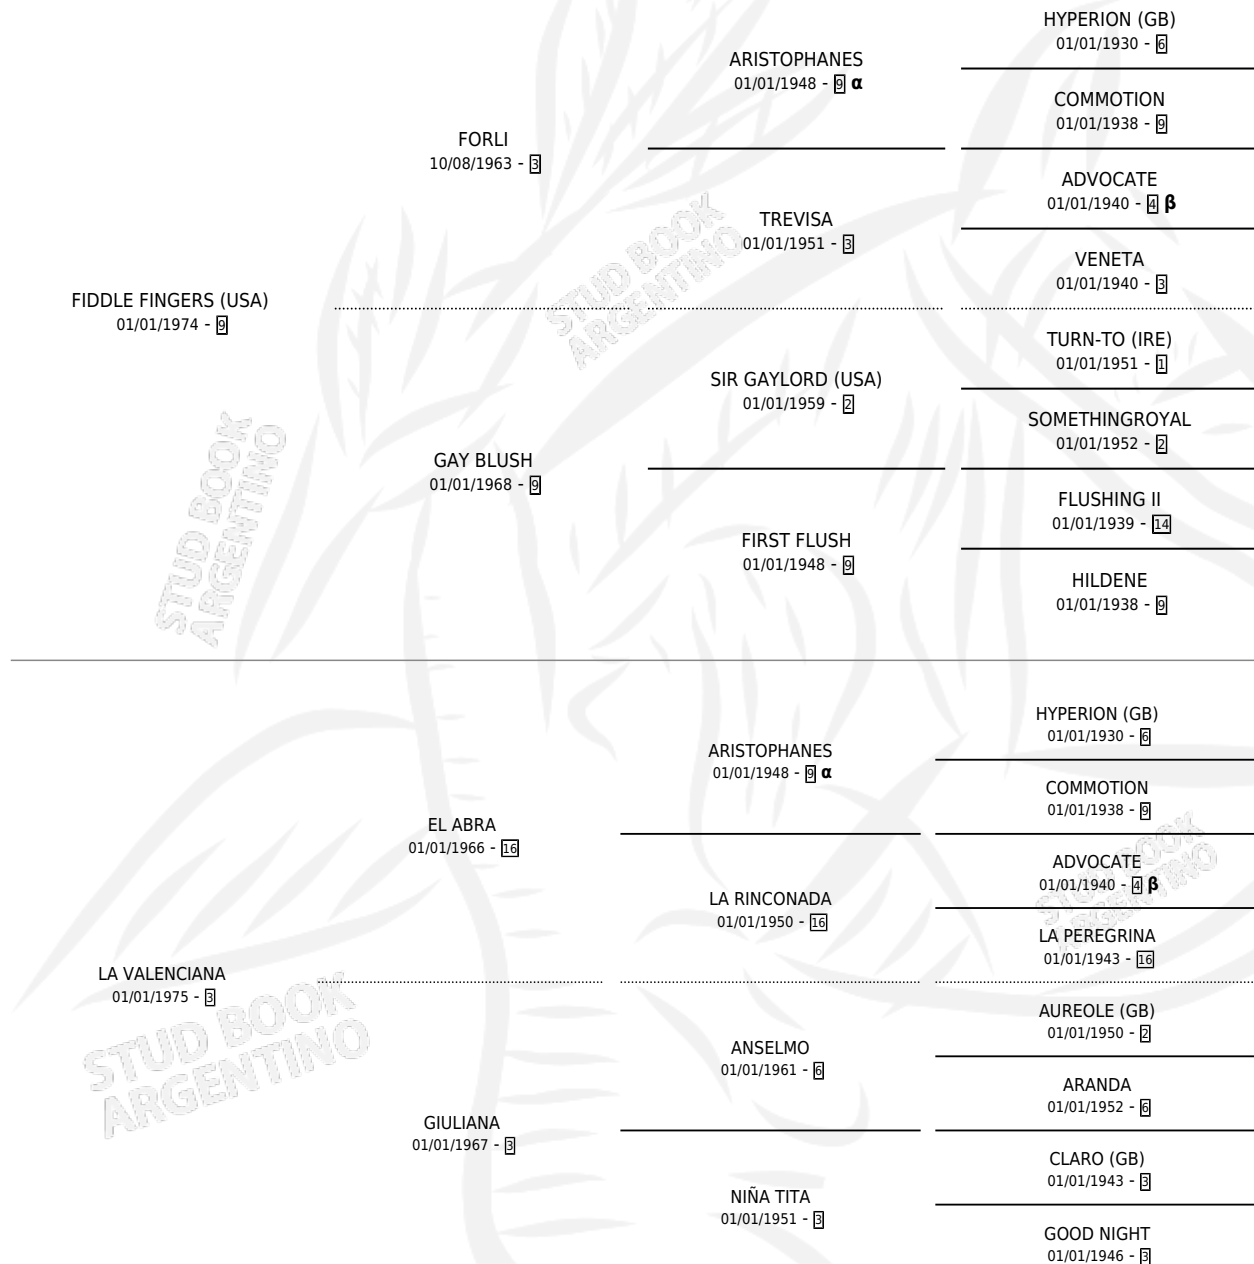 HYPERION (GB)
01/01/1930 - 6
ARISTOPHANES
01/01/1948 - 9 α
COMMOTION
01/01/1938 - 9
FORLI
10/08/1963 - 3
ADVOCATE
01/01/1940 - 4 β
TREVISA
01/01/1951 - 3
VENETA
01/01/1940 - 3
FIDDLE FINGERS (USA)
01/01/1974 - 9
TURN-TO (IRE)
01/01/1951 - 1
SIR GAYLORD (USA)
01/01/1959 - 2
SOMETHINGROYAL
01/01/1952 - 2
GAY BLUSH
01/01/1968 - 9
FLUSHING II
01/01/1939 - 14
FIRST FLUSH
01/01/1948 - 9
HILDENE
01/01/1938 - 9
HYPERION (GB)
01/01/1930 - 6
ARISTOPHANES
01/01/1948 - 9 α
COMMOTION
01/01/1938 - 9
EL ABRA
01/01/1966 - 16
ADVOCATE
01/01/1940 - 4 β
LA RINCONADA
01/01/1950 - 16
LA PEREGRINA
01/01/1943 - 16
LA VALENCIANA
01/01/1975 - 3
AUREOLE (GB)
01/01/1950 - 2
ANSELMO
01/01/1961 - 6
ARANDA
01/01/1952 - 6
GIULIANA
01/01/1967 - 3
CLARO (GB)
01/01/1943 - 3
NIÑA TITA
01/01/1951 - 3
GOOD NIGHT
01/01/1946 - 3
STUD BOOK
ARGENTINO
STUD BOOK
ARGENTINO
STUD BOOK
ARGENTINO
STUD BOOK
ARGENTINO